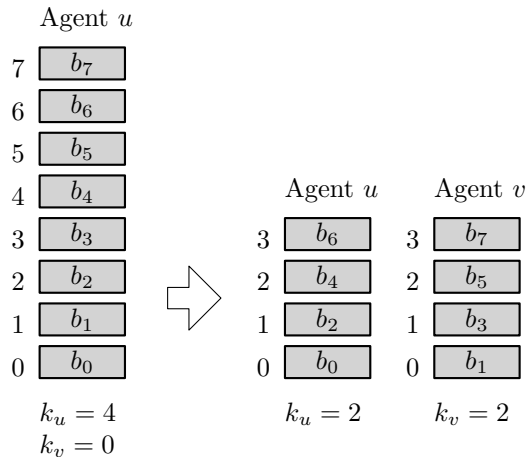 Agent u
7 b₇
6 b₆
5 b₅
4 b₄
3 b₃
2 b₂
1 b₁
0 b₀
k_u = 4
k_v = 0
Agent u
3 b₆
2 b₄
1 b₂
0 b₀
k_u = 2
Agent v
3 b₇
2 b₅
1 b₃
0 b₁
k_v = 2